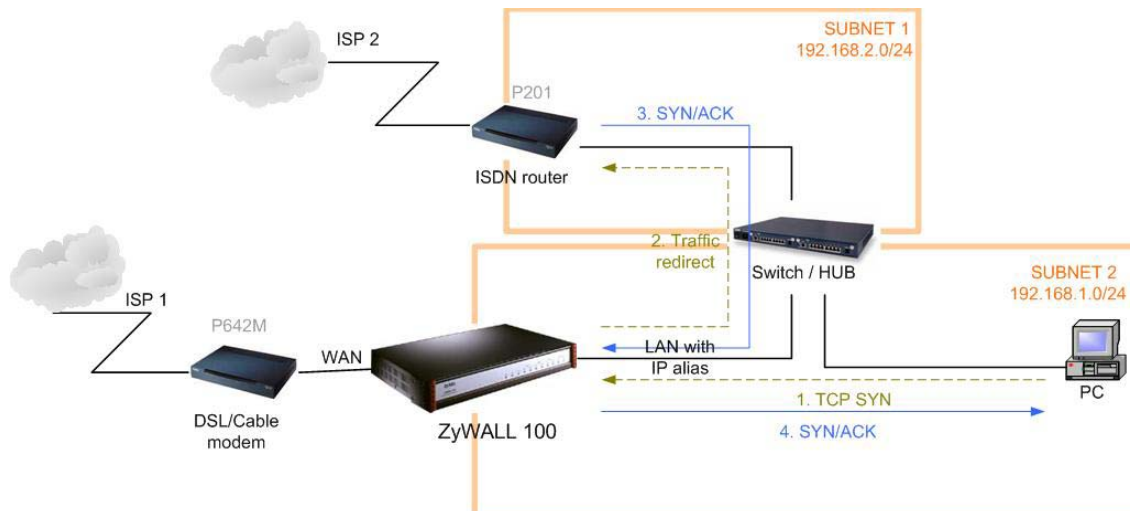 SUBNET 1
192.168.2.0/24
ISP 2
P201
3. SYN/ACK
ISDN router
2. Traffic
redirect
Switch / HUB
SUBNET 2
192.168.1.0/24
ISP 1
P642M
WAN
LAN with
IP alias
DSL/Cable
modem
ZyWALL 100
1. TCP SYN
PC
4. SYN/ACK